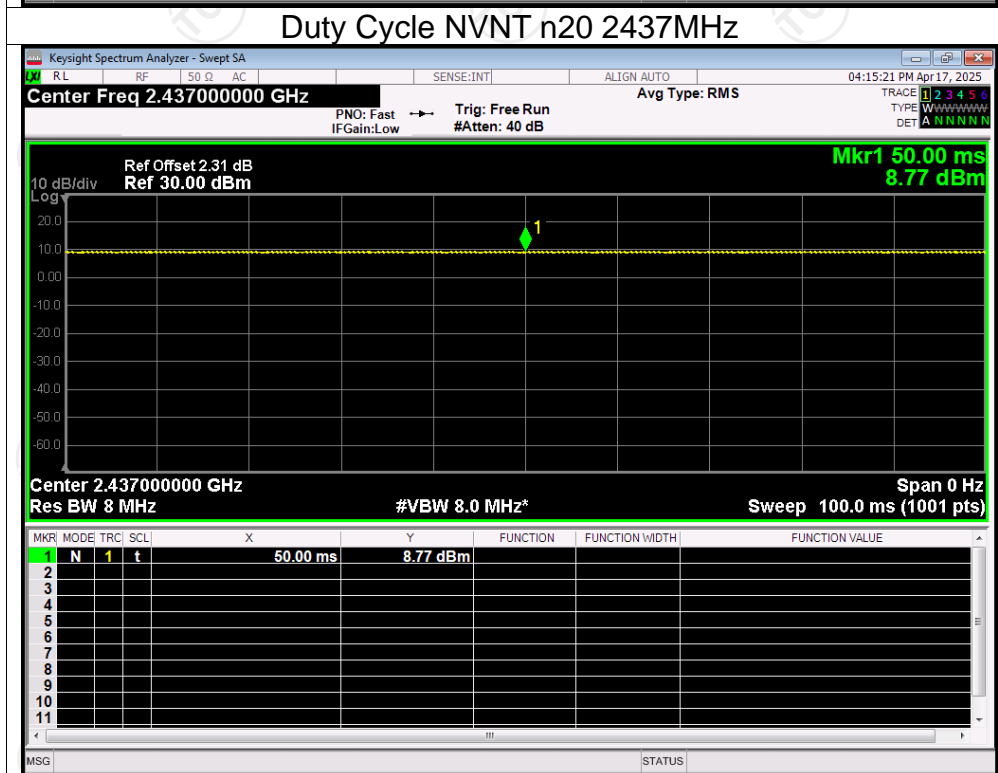 Duty Cycle NVNT n20 2437MHz
Keysight Spectrum Analyzer - Swept SA
LXI RL RF 50 Ω AC SENSE:INT ALIGN AUTO 04:15:21 PM Apr 17, 2025
Center Freq 2.437000000 GHz Avg Type: RMS TRACE 1 2 3 4 5 6
PNO: Fast Trig: Free Run TYPE WWWWWW
IFGain:Low #Atten: 40 dB DET A N N N N N
Mkr1 50.00 ms
Ref Offset 2.31 dB
10 dB/div Ref 30.00 dBm 8.77 dBm
Log
20.0
1
10.0
0.00
-10.0
-20.0
-30.0
-40.0
-50.0
-60.0
Center 2.437000000 GHz Span 0 Hz
Res BW 8 MHz #VBW 8.0 MHz* Sweep 100.0 ms (1001 pts)
MKR MODE TRC SCL X Y FUNCTION FUNCTION WIDTH FUNCTION VALUE
1 N 1 t 50.00 ms 8.77 dBm
2
3
4
5
6
7
8
9
10
11
MSG STATUS